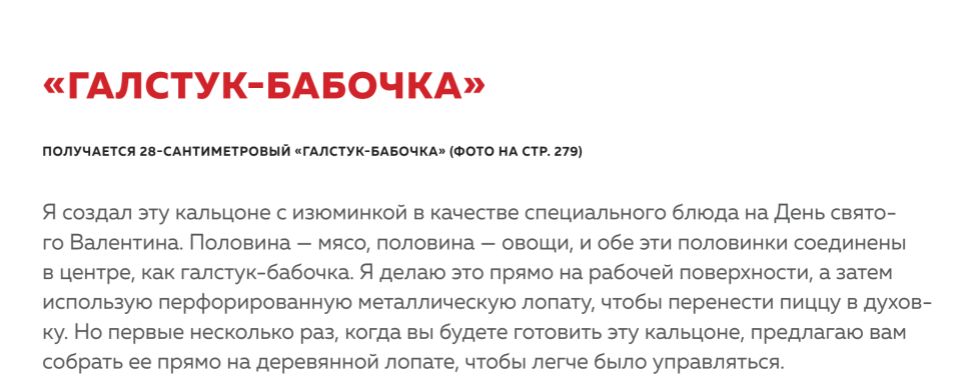 «ГАЛСТУК-БАБОЧКА»
ПОЛУЧАЕТСЯ 28-САНТИМЕТРОВЫЙ «ГАЛСТУК-БАБОЧКА» (ФОТО НА СТР. 279)
Я создал эту кальцоне с изюминкой в качестве специального блюда на День свято-
го Валентина. Половина — мясо, половина — овощи, и обе эти половинки соединены
в центре, как галстук-бабочка. Я делаю это прямо на рабочей поверхности, а затем
использую перфорированную металлическую лопату, чтобы перенести пиццу в духов-
ку. Но первые несколько раз, когда вы будете готовить эту кальцоне, предлагаю вам
собрать ее прямо на деревянной лопате, чтобы легче было управляться.